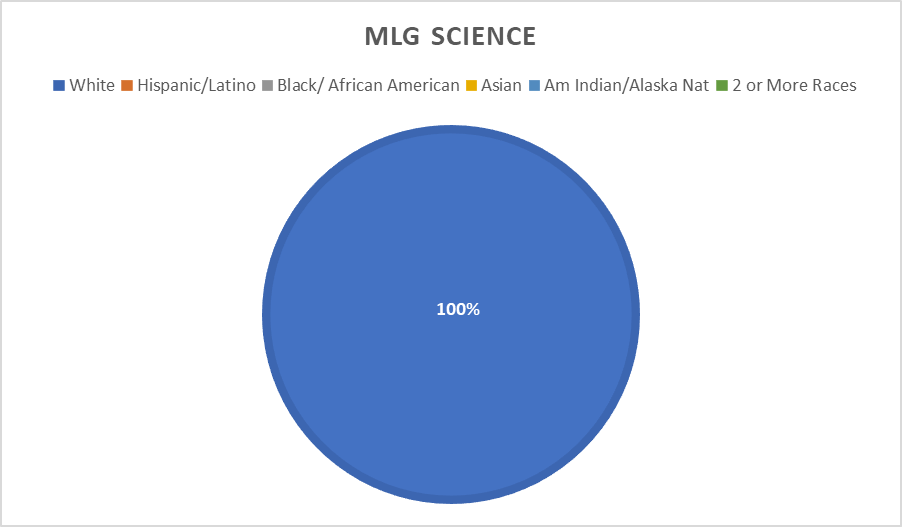 MLG SCIENCE
White Hispanic/Latino Black/ African American Asian Am Indian/Alaska Nat 2 or More Races
100%